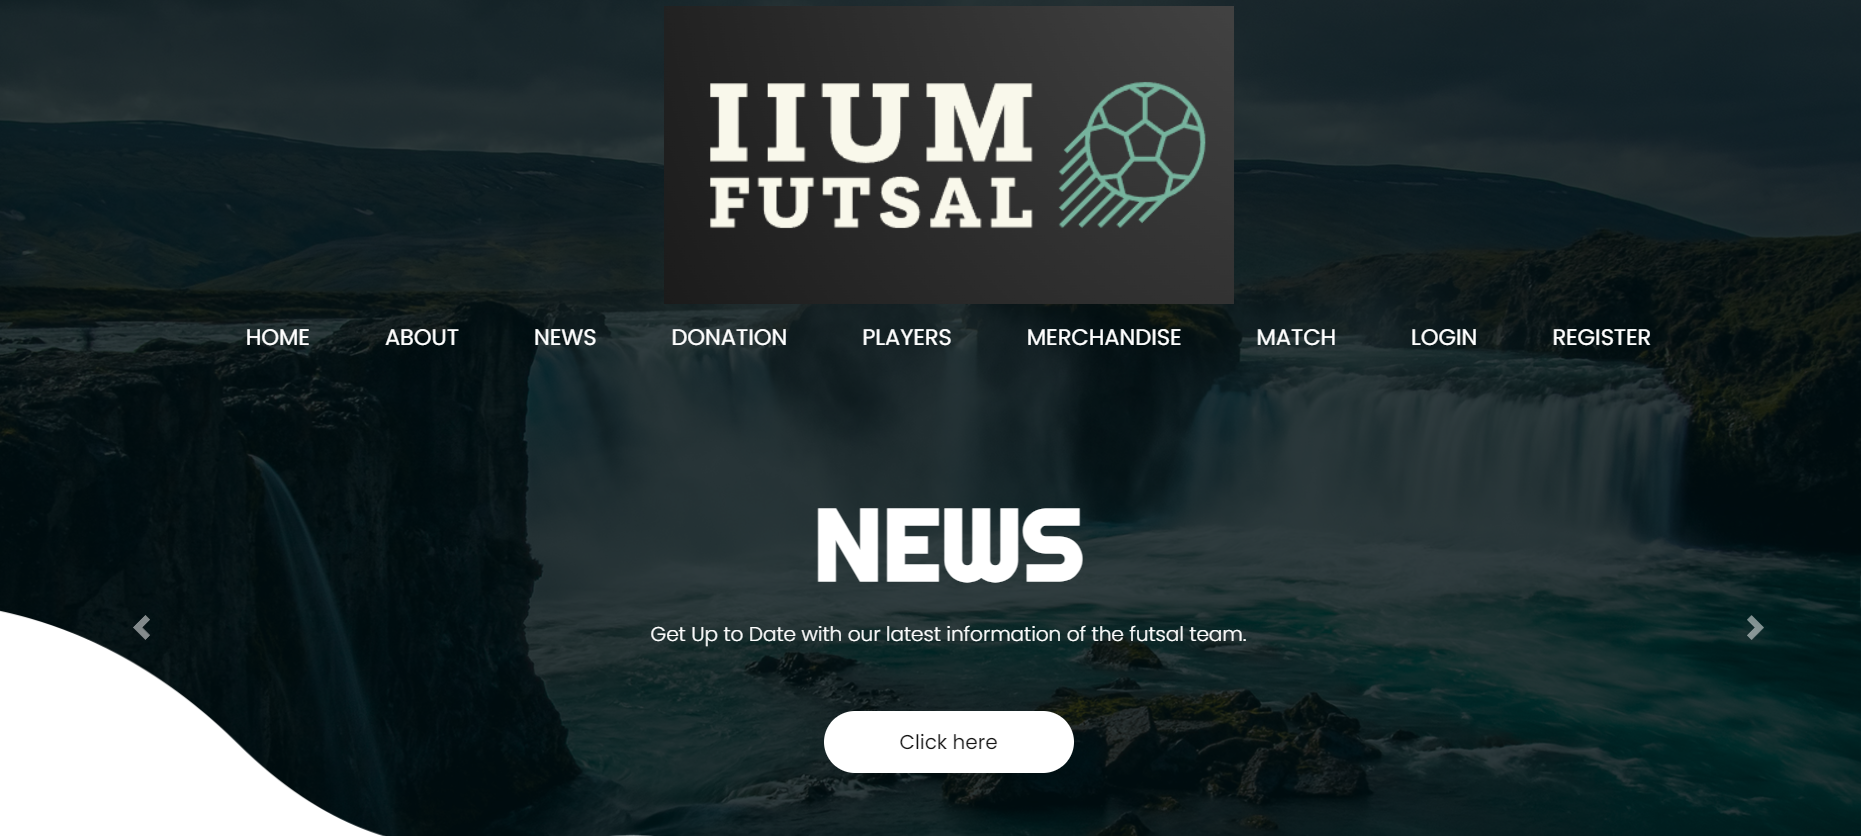 IIUM
FUTSAL
HOME ABOUT NEWS DONATION PLAYERS MERCHANDISE MATCH LOGIN REGISTER
NEWS
Get Up to Date with our latest information of the futsal team.
Click here